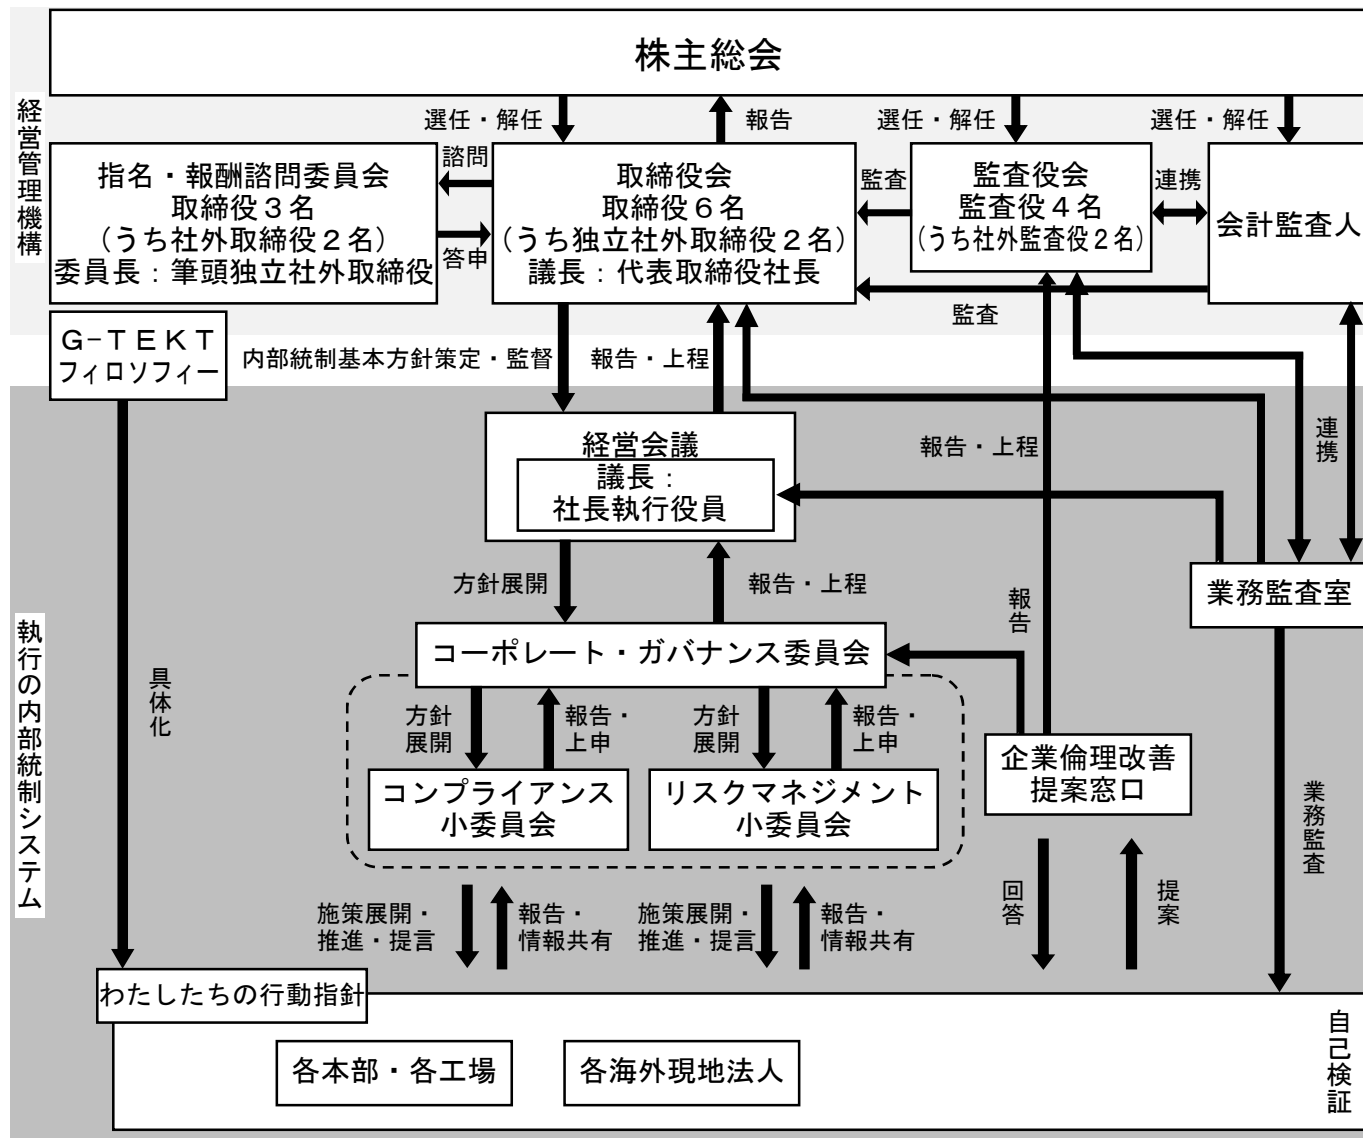 株主総会
経営管理機構
選任・解任
報告
選任・解任
選任・解任
指名・報酬諮問委員会
取締役３名
（うち社外取締役２名）
委員長：筆頭独立社外取締役
諮問
答申
取締役会
取締役６名
（うち独立社外取締役２名）
議長：代表取締役社長
監査
監査役会
監査役４名
（うち社外監査役２名）
連携
会計監査人
監査
Ｇ−ＴＥＫＴ
フィロソフィー
内部統制基本方針策定・監督
報告・上程
経営会議
議長：
社長執行役員
報告・上程
連携
方針展開
報告・上程
業務監査室
報告
執行の内部統制システム
コーポレート・ガバナンス委員会
具体化
方針
展開
報告・
上申
方針
展開
報告・
上申
コンプライアンス
小委員会
リスクマネジメント
小委員会
企業倫理改善
提案窓口
業務監査
施策展開・
推進・提言
報告・
情報共有
施策展開・
推進・提言
報告・
情報共有
回答
提案
わたしたちの行動指針
各本部・各工場
各海外現地法人
自己検証